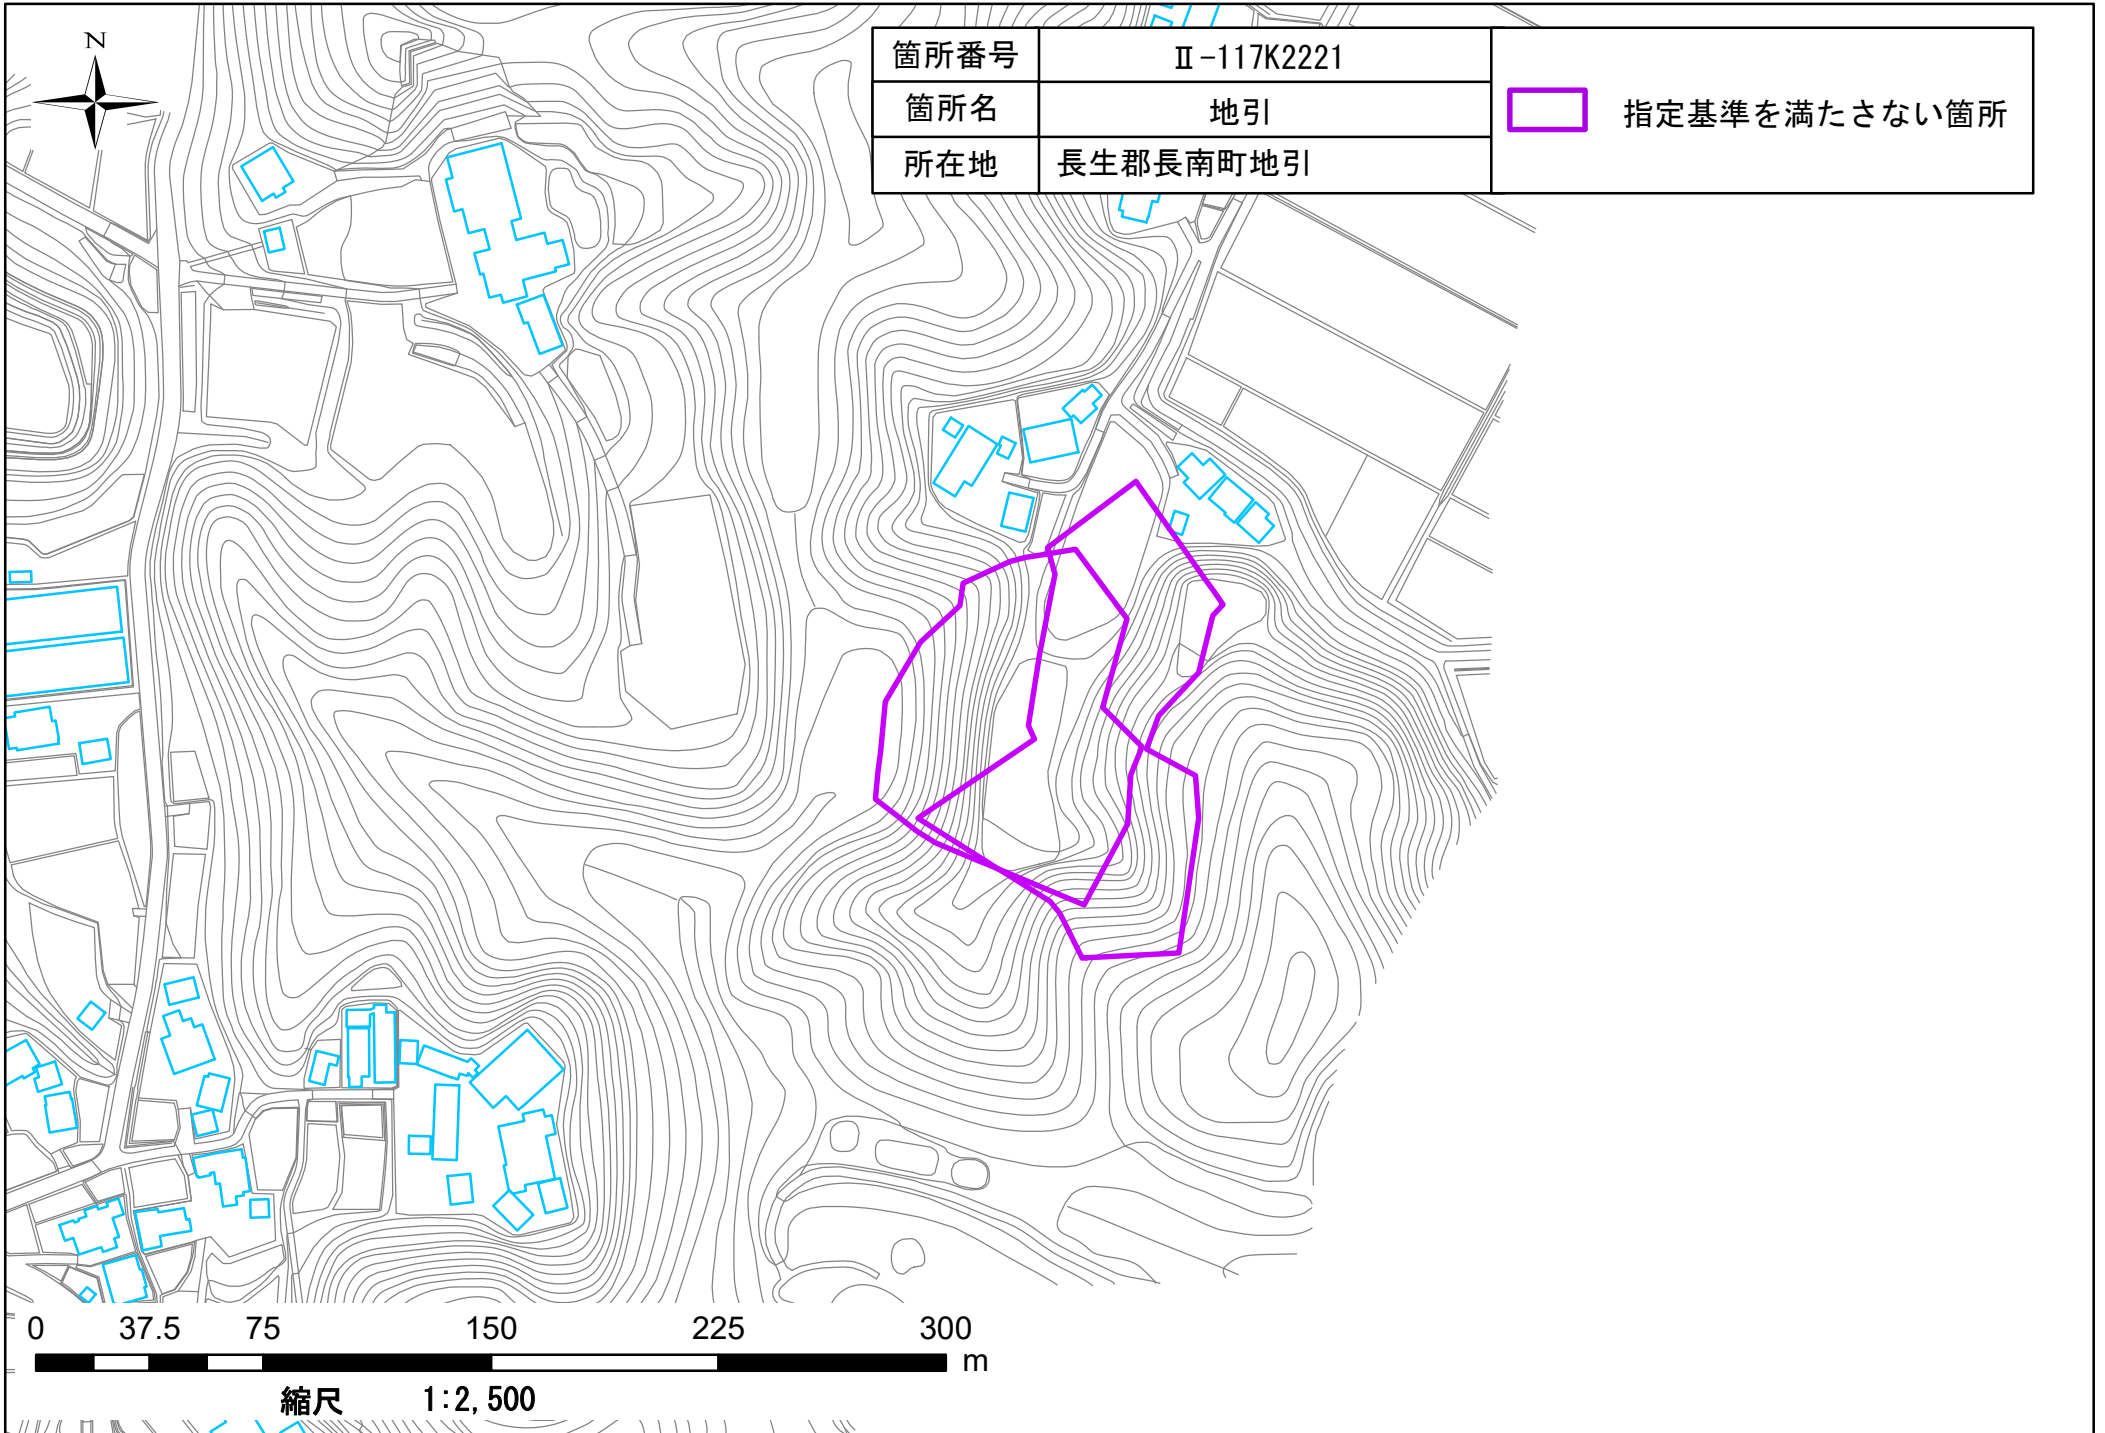 N
箇所番号 Ⅱ-117K2221
箇所名 地引
所在地 長生郡長南町地引
指定基準を満たさない箇所
0 37.5 75 150 225 300
m
縮尺 1:2,500